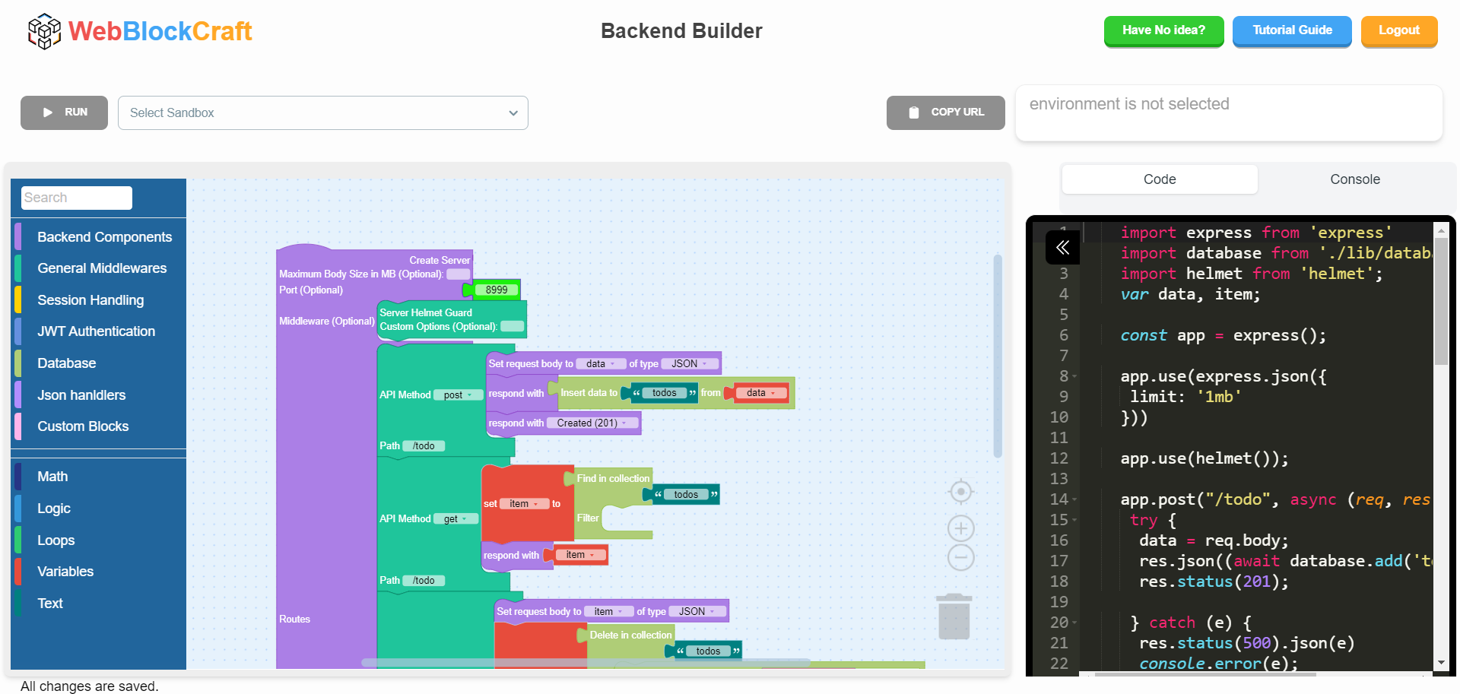 WebBlockCraft
Backend Builder
Have No idea?
Tutorial Guide
Logout
RUN
Select Sandbox
COPY URL
environment is not selected
Search
Backend Components
General Middlewares
Session Handling
JWT Authentication
Database
Json hanldlers
Custom Blocks
Math
Logic
Loops
Variables
Text
Create Server
Maximum Body Size in MB (Optional):
Port (Optional) 8999
Middleware (Optional)
Server Helmet Guard
Custom Options (Optional):
Set request body to data of type JSON
API Method post
respond with Insert data to “ todos ” from data
respond with Created (201)
Path /todo
Find in collection
“ todos ”
set item to
API Method get
Filter
respond with item
Path /todo
Set request body to item of type JSON
Routes
Delete in collection
“ todos ”
Code
Console
1 import express from 'express'
import database from './lib/datab
3 import helmet from 'helmet';
4 var data, item;
5
6 const app = express();
7
8 app.use(express.json({
9 limit: '1mb'
10 }))
11
12 app.use(helmet());
13
14 app.post("/todo", async (req, res
15 try {
16 data = req.body;
17 res.json((await database.add('to
18 res.status(201);
19
20 } catch (e) {
21 res.status(500).json(e)
22 console.error(e);
All changes are saved.